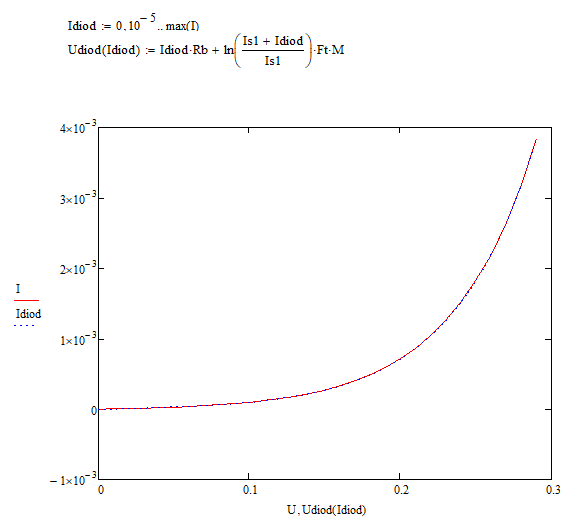 Idiod := 0, 10^-5 .. max(I)
Udiod(Idiod) := Idiod·Rb + ln((Is1 + Idiod)/Is1)·Ft·M
4×10^-3
3×10^-3
2×10^-3
I
Idiod
1×10^-3
0
−1×10^-3
0 0.1 0.2 0.3
U, Udiod(Idiod)